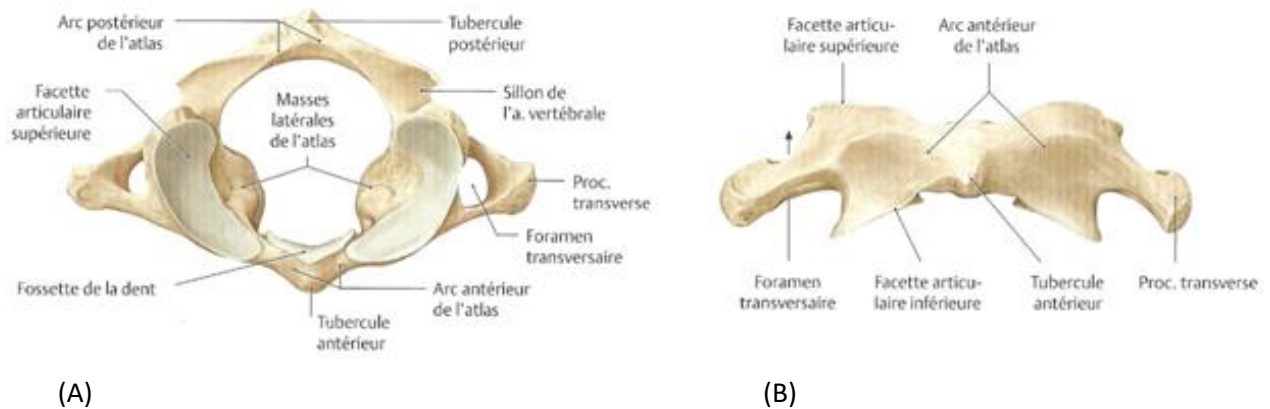 Arc postérieur
de l'atlas
Tubercule
postérieur
Facette
articulaire
supérieure
Masses
latérales
de l'atlas
Sillon de
l'a. vertébrale
Proc.
transverse
Foramen
transversaire
Fossette de la dent
Arc antérieur
de l'atlas
Tubercule
antérieur
(A)
Facette articu-
laire supérieure
Arc antérieur
de l'atlas
Foramen
transversaire
Facette articu-
laire inférieure
Tubercule
antérieur
Proc. transverse
(B)